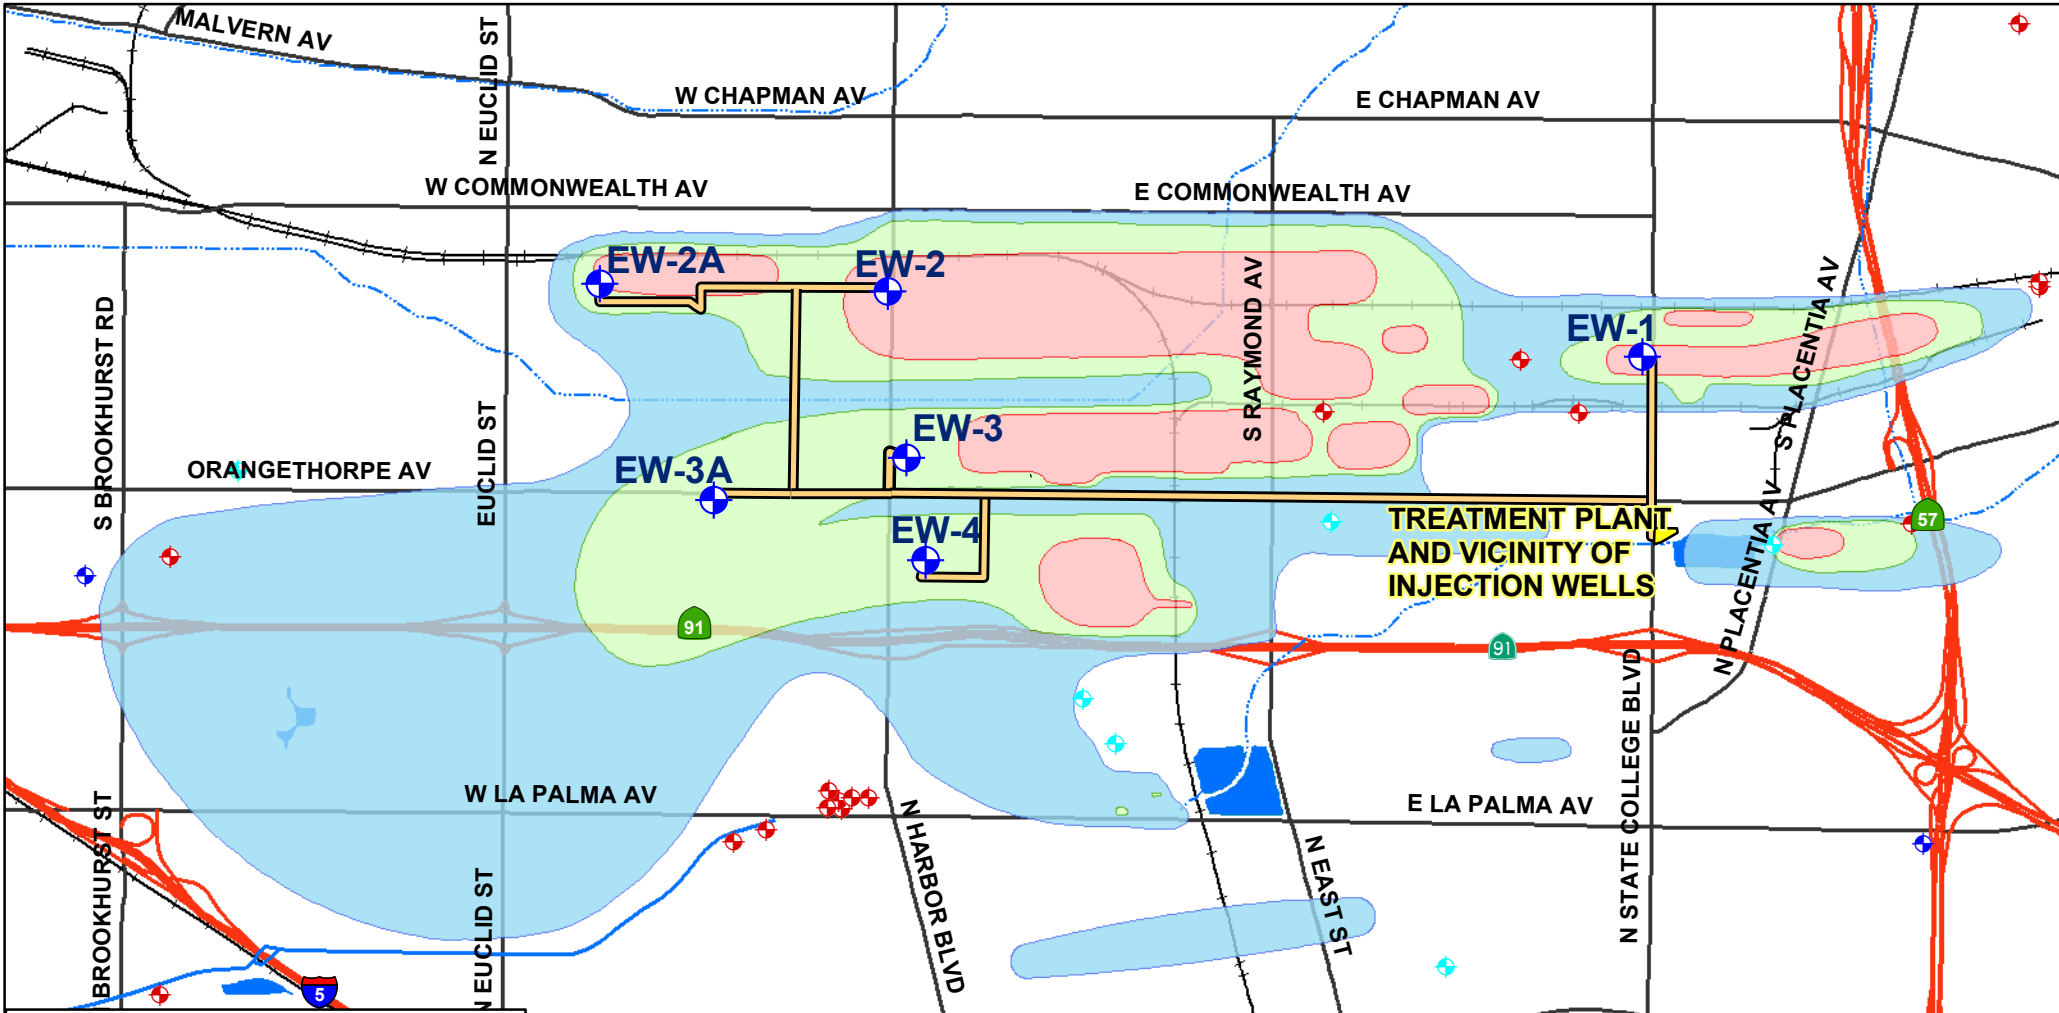 MALVERN AV
N EUCLID ST
W CHAPMAN AV
E CHAPMAN AV
W COMMONWEALTH AV
E COMMONWEALTH AV
EW-2A
EW-2
S RAYMOND AV
EW-1
S PLACENTIA AV
S BROOKHURST RD
EUCLID ST
EW-3
EW-3A
ORANGETHORPE AV
EW-4
TREATMENT PLANT
AND VICINITY OF
INJECTION WELLS
57
N PLACENTIA AV
91
91
N STATE COLLEGE BLVD
W LA PALMA AV
E LA PALMA AV
BROOKHURST ST
N EUCLID ST
N HARBOR BLVD
N EAST ST
5